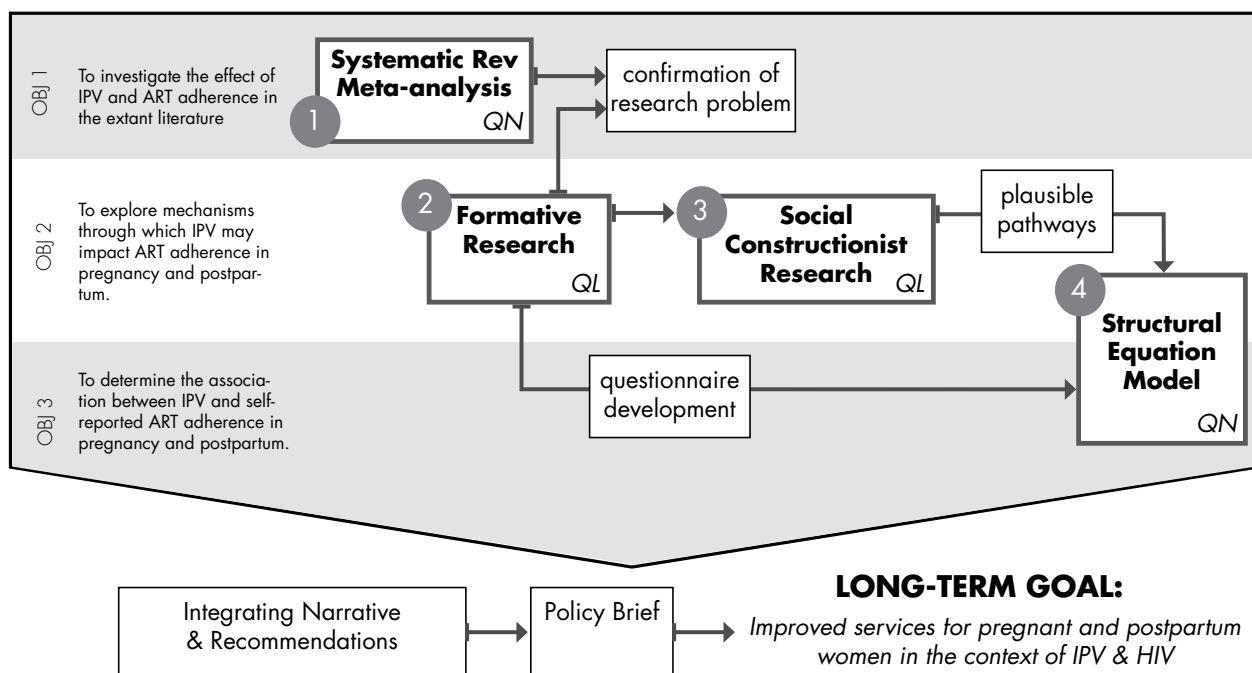 OBJ 1
To investigate the effect of
IPV and ART adherence in
the extant literature
1
Systematic Rev
Meta-analysis
QN
confirmation of
research problem
OBJ 2
To explore mechanisms
through which IPV may
impact ART adherence in
pregnancy and postpar-
tum.
2
Formative
Research
QL
3
Social
Constructionist
Research
QL
plausible
pathways
4
Structural
Equation
Model
QN
OBJ 3
To determine the associa-
tion between IPV and self-
reported ART adherence in
pregnancy and postpartum.
questionnaire
development
Integrating Narrative
& Recommendations
Policy Brief
LONG-TERM GOAL:
Improved services for pregnant and postpartum
women in the context of IPV & HIV